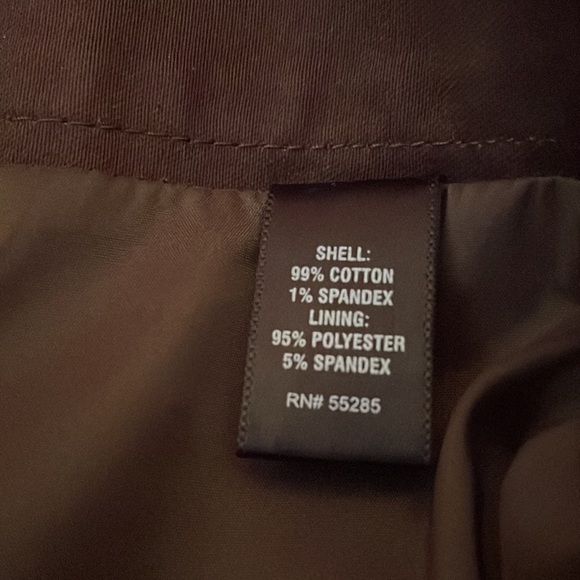 SHELL:
99% COTTON
1% SPANDEX
LINING:
95% POLYESTER
5% SPANDEX
RN# 55285